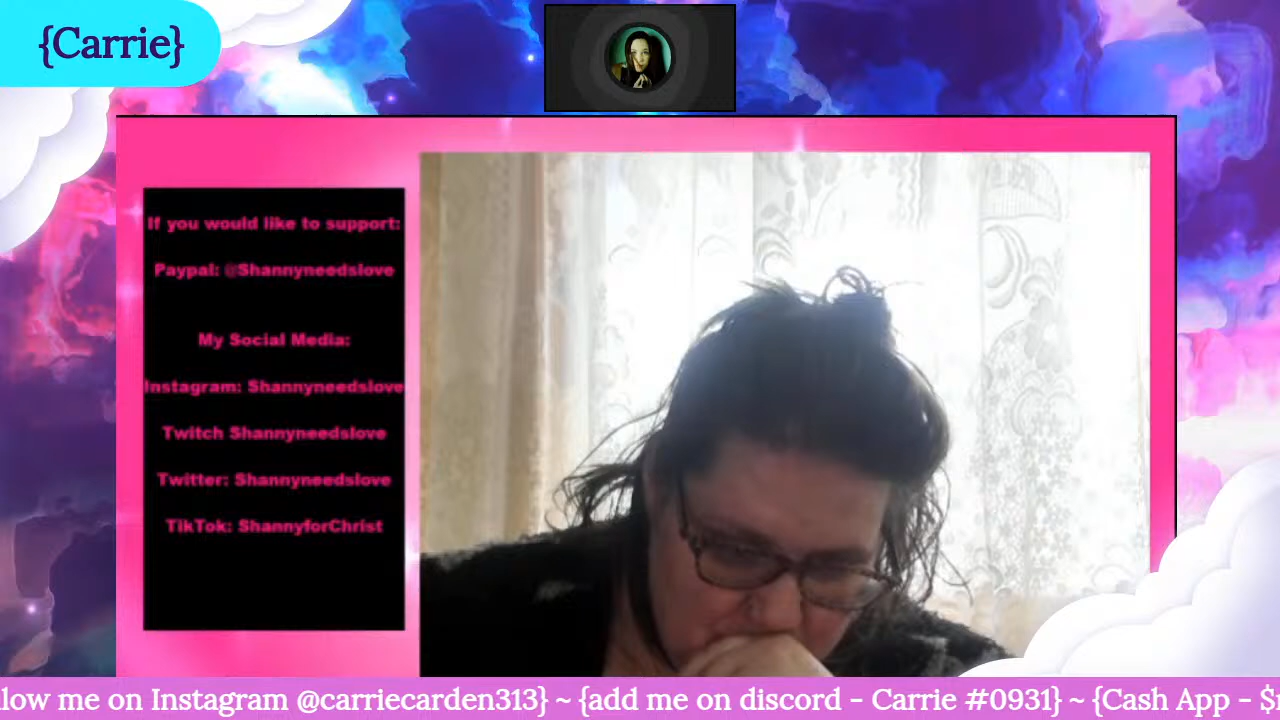 {Carrie}
If you would like to support:
Paypal: @Shannyneedslove
My Social Media:
Instagram: Shannyneedslove
Twitch Shannyneedslove
Twitter: Shannyneedslove
TikTok: ShannyforChrist
low me on Instagram @carriecarden313} ~ {add me on discord - Carrie #0931} ~ {Cash App - $